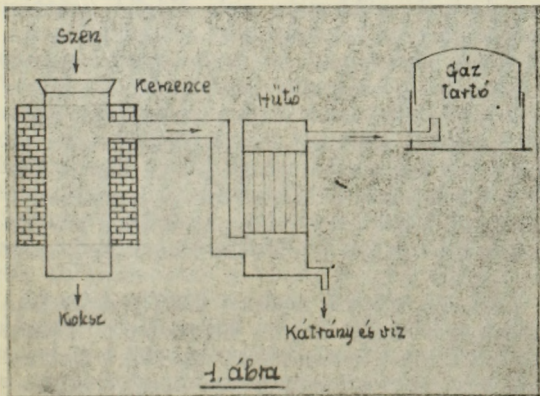 Szén
Kemence
Hűtő
Gáz
tartó
Koksz
Kátrány és víz
1. ábra